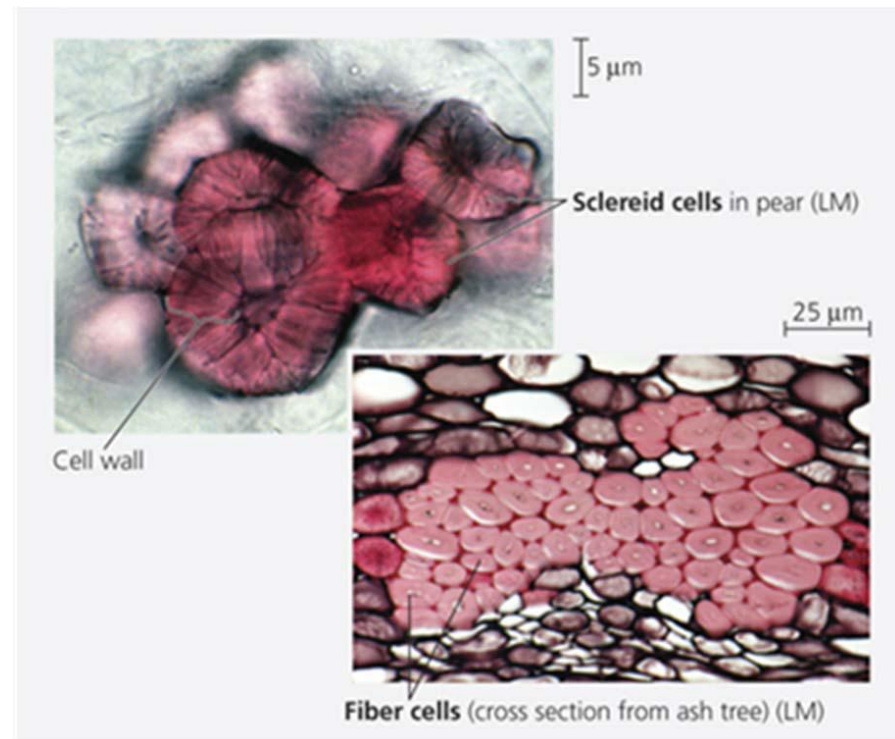 5 μm
Sclereid cells in pear (LM)
25 μm
Cell wall
Fiber cells (cross section from ash tree) (LM)